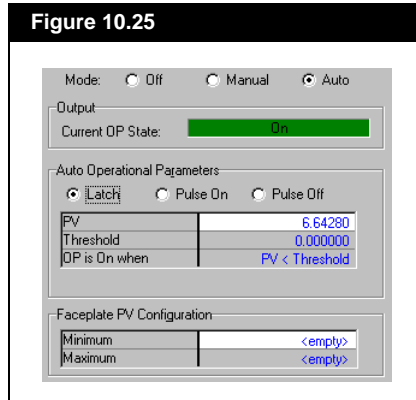 Figure 10.25
Mode: Off Manual Auto
Output
Current OP State: On
Auto Operational Parameters
Latch Pulse On Pulse Off
PV 6.64280
Threshold 0.000000
OP is On when PV < Threshold
Faceplate PV Configuration
Minimum <empty>
Maximum <empty>